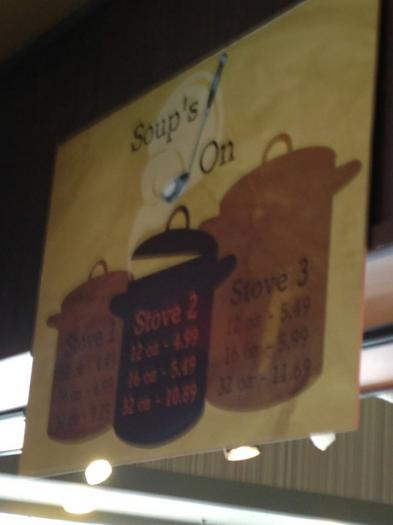 Soup's
On
Stove 1
Stove 2
12 oz - 4.99
16 oz - 5.49
32 oz - 10.89
Stove 3
12 oz - 5.49
16 oz - 5.99
32 oz - 11.69